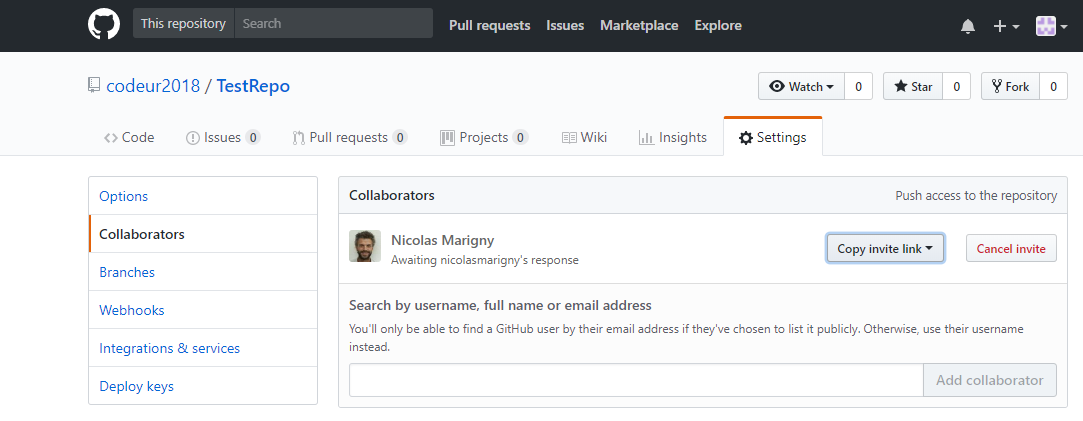 This repository Search Pull requests Issues Marketplace Explore
codeur2018 / TestRepo Watch 0 Star 0 Fork 0
Code Issues 0 Pull requests 0 Projects 0 Wiki Insights Settings
Options
Collaborators
Branches
Webhooks
Integrations & services
Deploy keys
Collaborators Push access to the repository
Nicolas Marigny
Awaiting nicolasmarigny's response
Copy invite link Cancel invite
Search by username, full name or email address
You'll only be able to find a GitHub user by their email address if they've chosen to list it publicly. Otherwise, use their username
instead.
Add collaborator